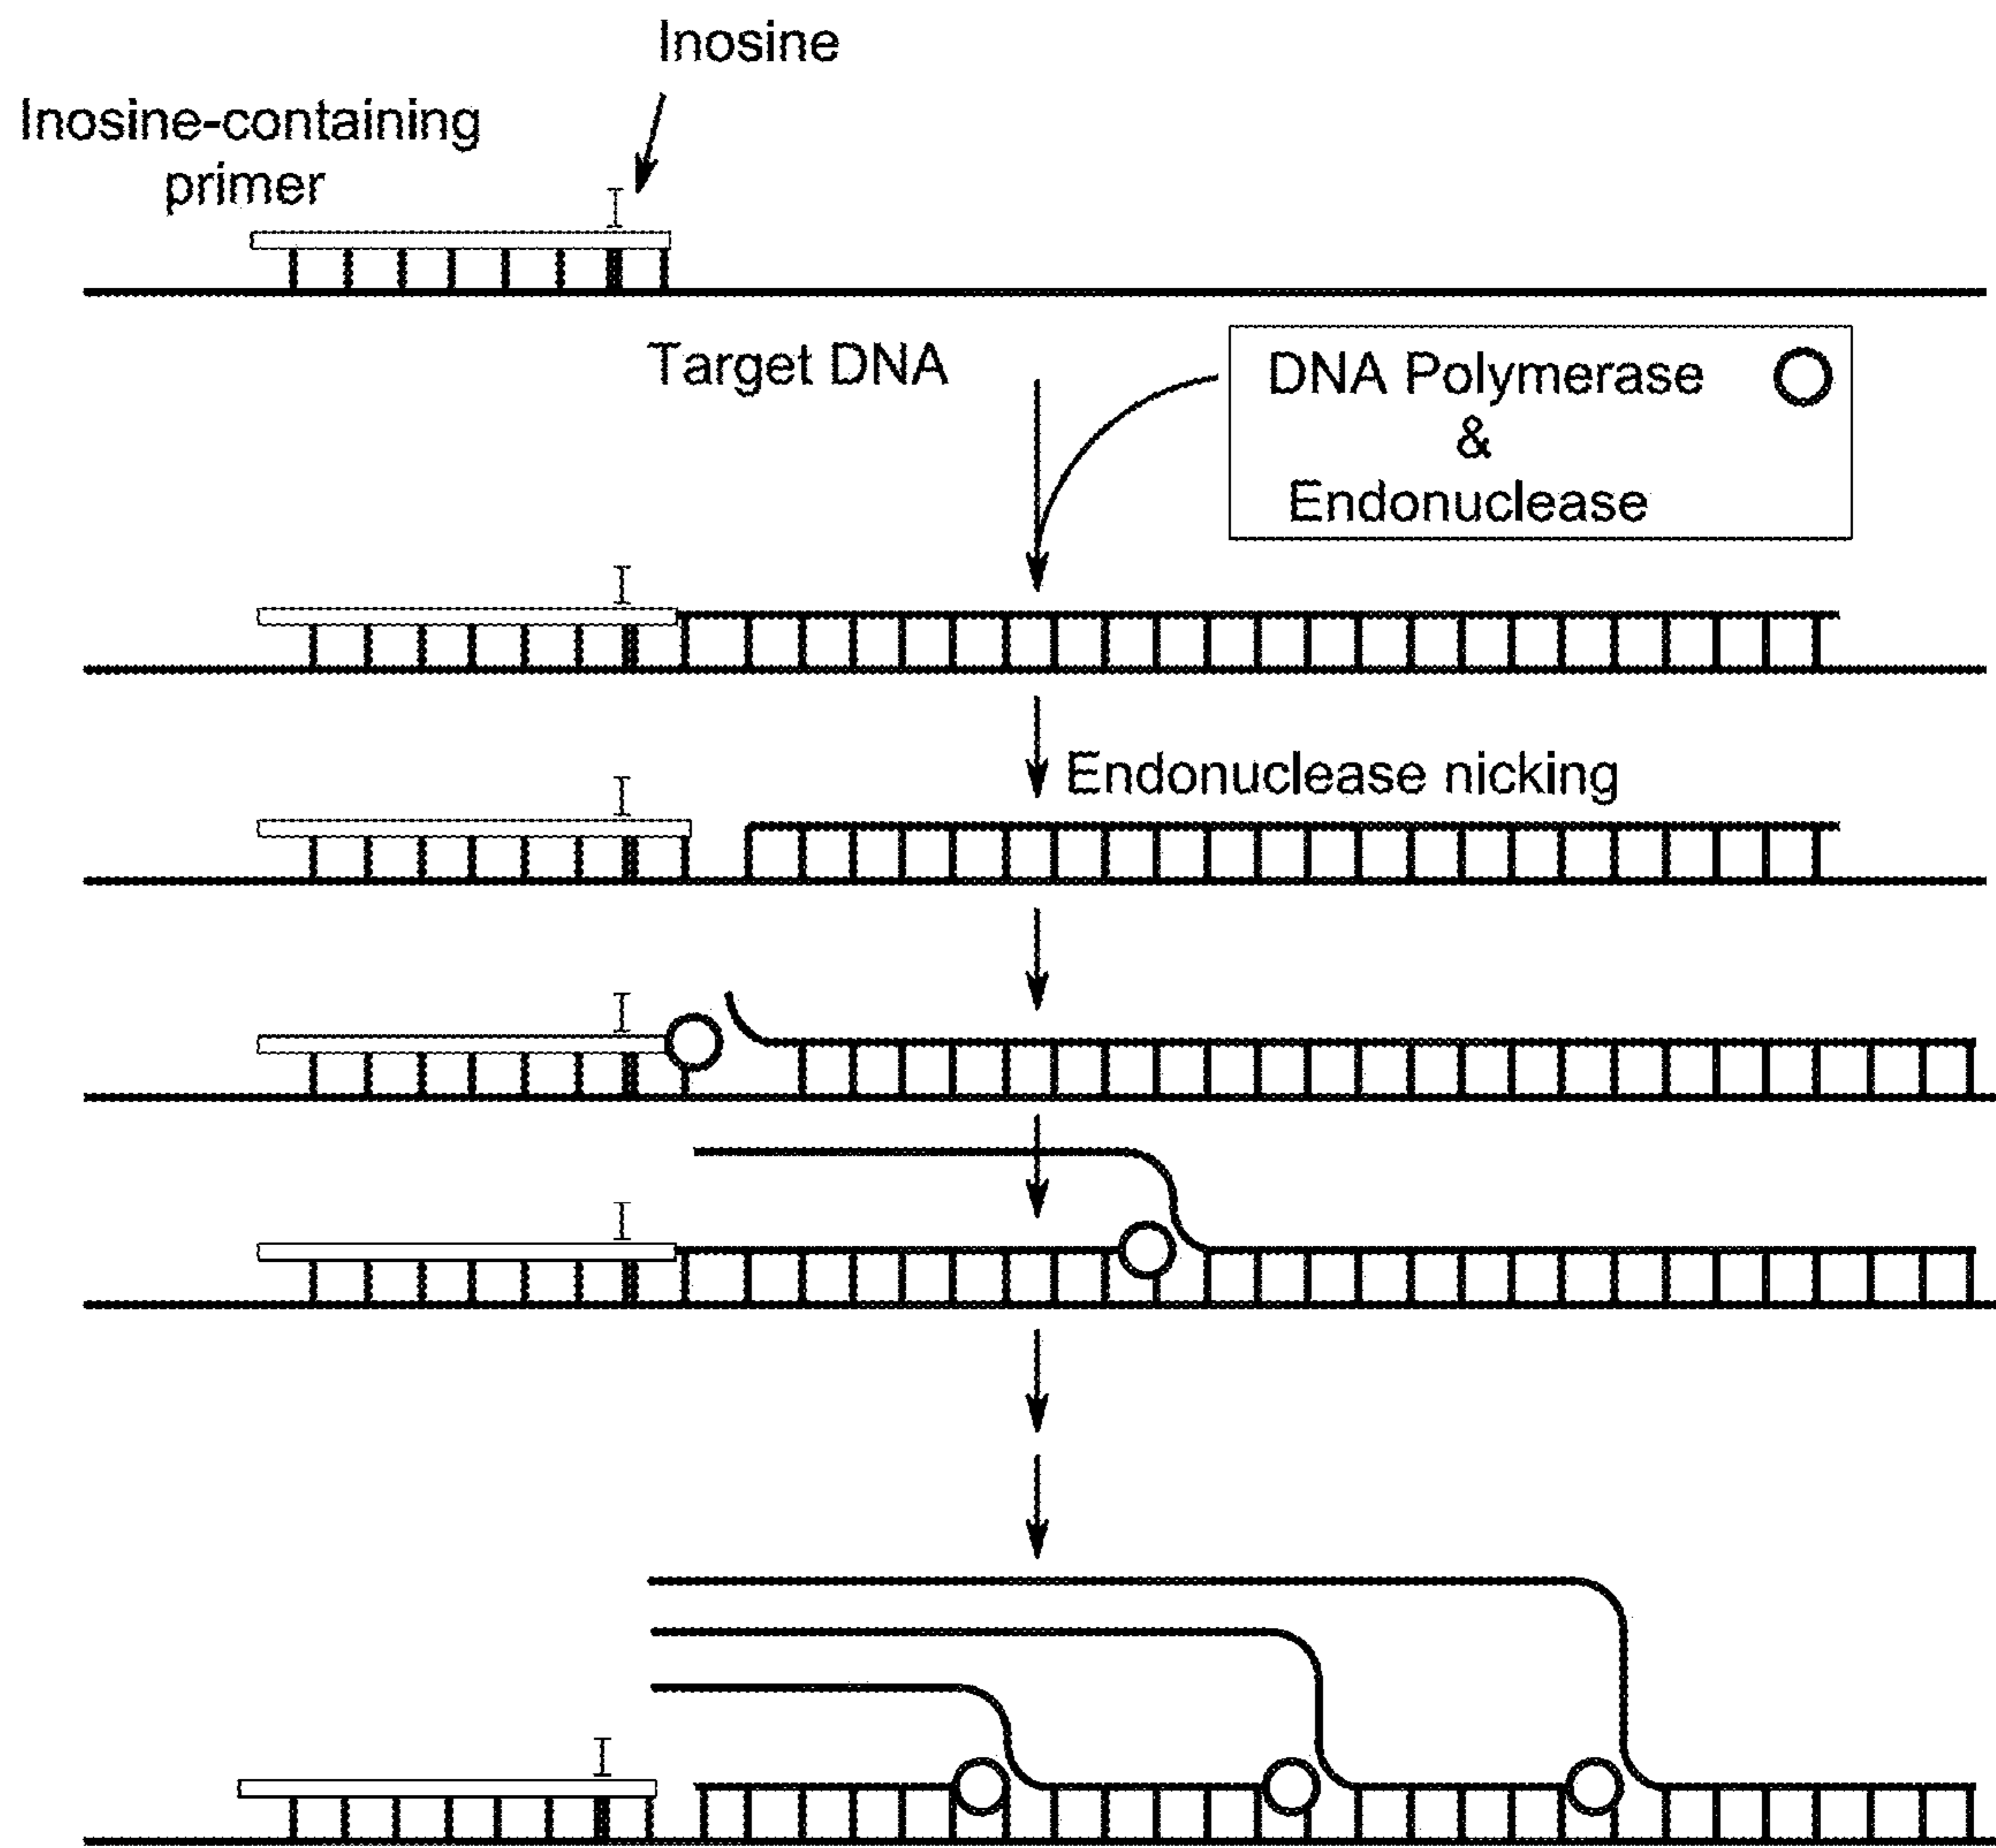 Inosine
Inosine-containing
primer
I
Target DNA
DNA Polymerase
&
Endonuclease
I
Endonuclease nicking
I
I
I
I